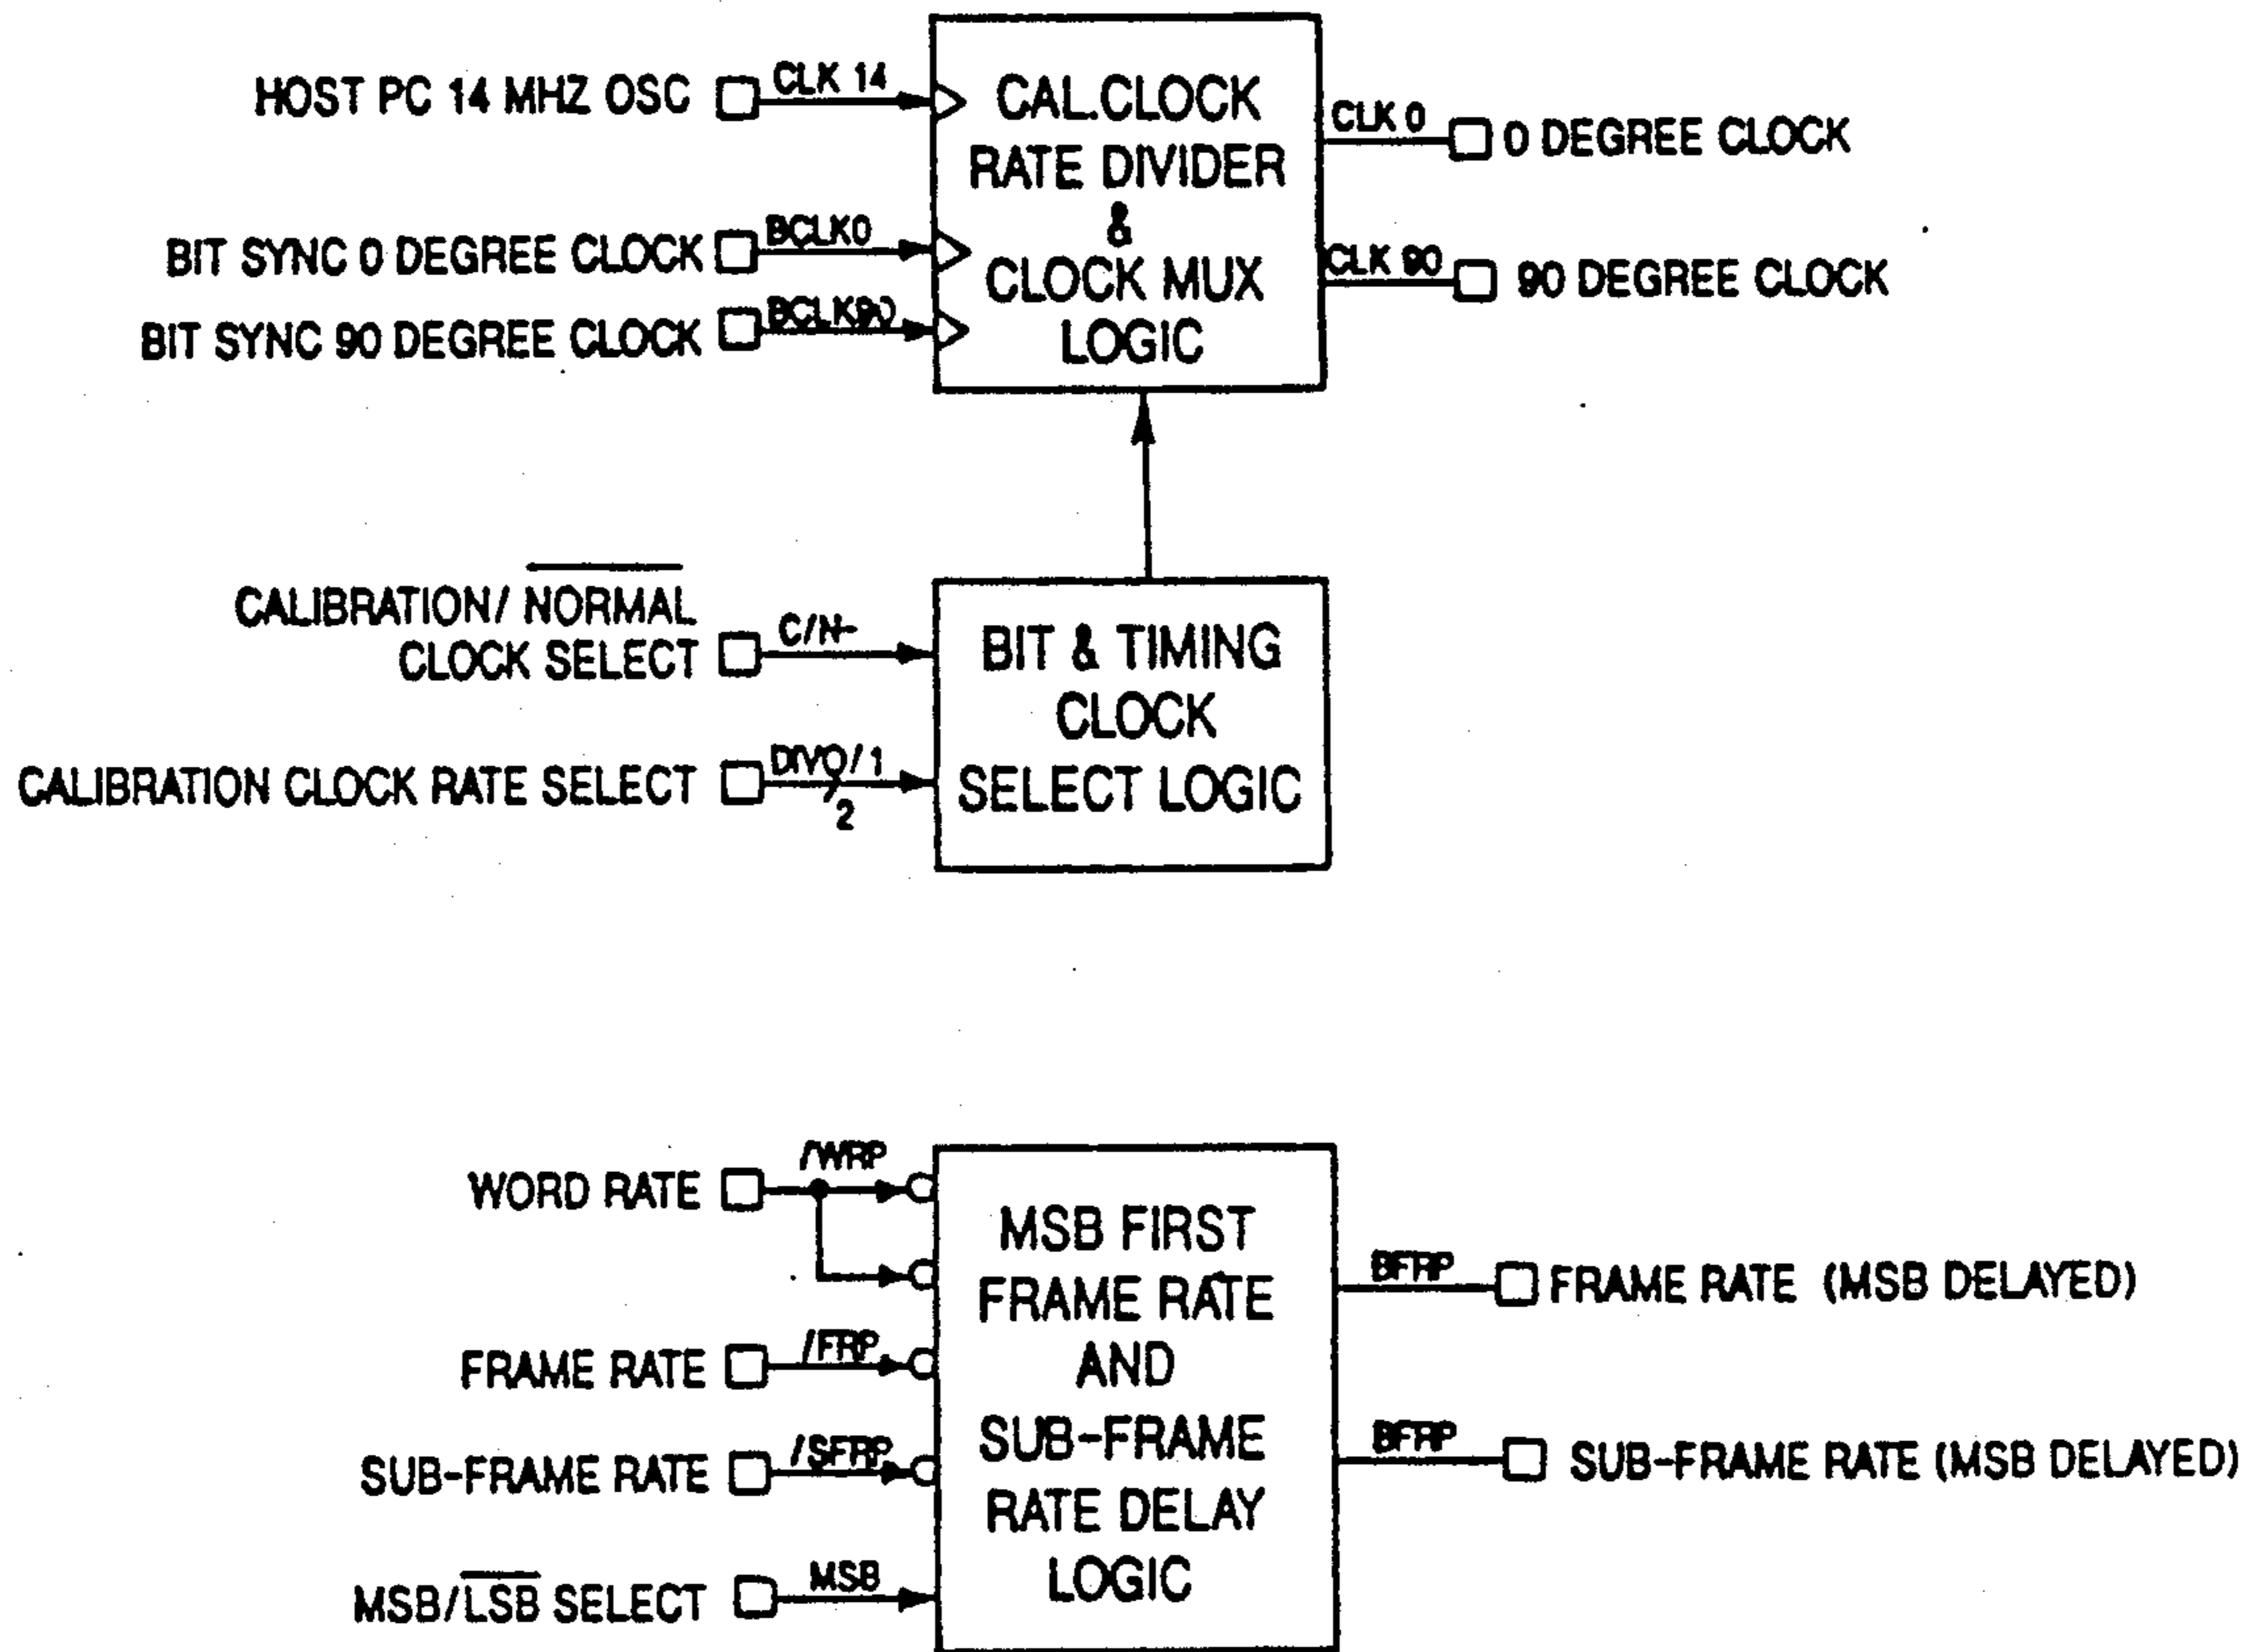 HOST PC 14 MHZ OSC
CLK 14
CAL.CLOCK
RATE DIVIDER
&
CLOCK MUX
LOGIC
CLK 0
0 DEGREE CLOCK
BIT SYNC 0 DEGREE CLOCK
BCLK0
CLK 90
90 DEGREE CLOCK
BIT SYNC 90 DEGREE CLOCK
BCLK90
CALIBRATION/ NORMAL
CLOCK SELECT
C/N-
BIT & TIMING
CLOCK
SELECT LOGIC
CALIBRATION CLOCK RATE SELECT
DIV0/1
2
WORD RATE
/WRP
MSB FIRST
FRAME RATE
AND
SUB-FRAME
RATE DELAY
LOGIC
BFRP
FRAME RATE (MSB DELAYED)
FRAME RATE
/FRP
SUB-FRAME RATE
/SFRP
BFRP
SUB-FRAME RATE (MSB DELAYED)
MSB/LSB SELECT
MSB